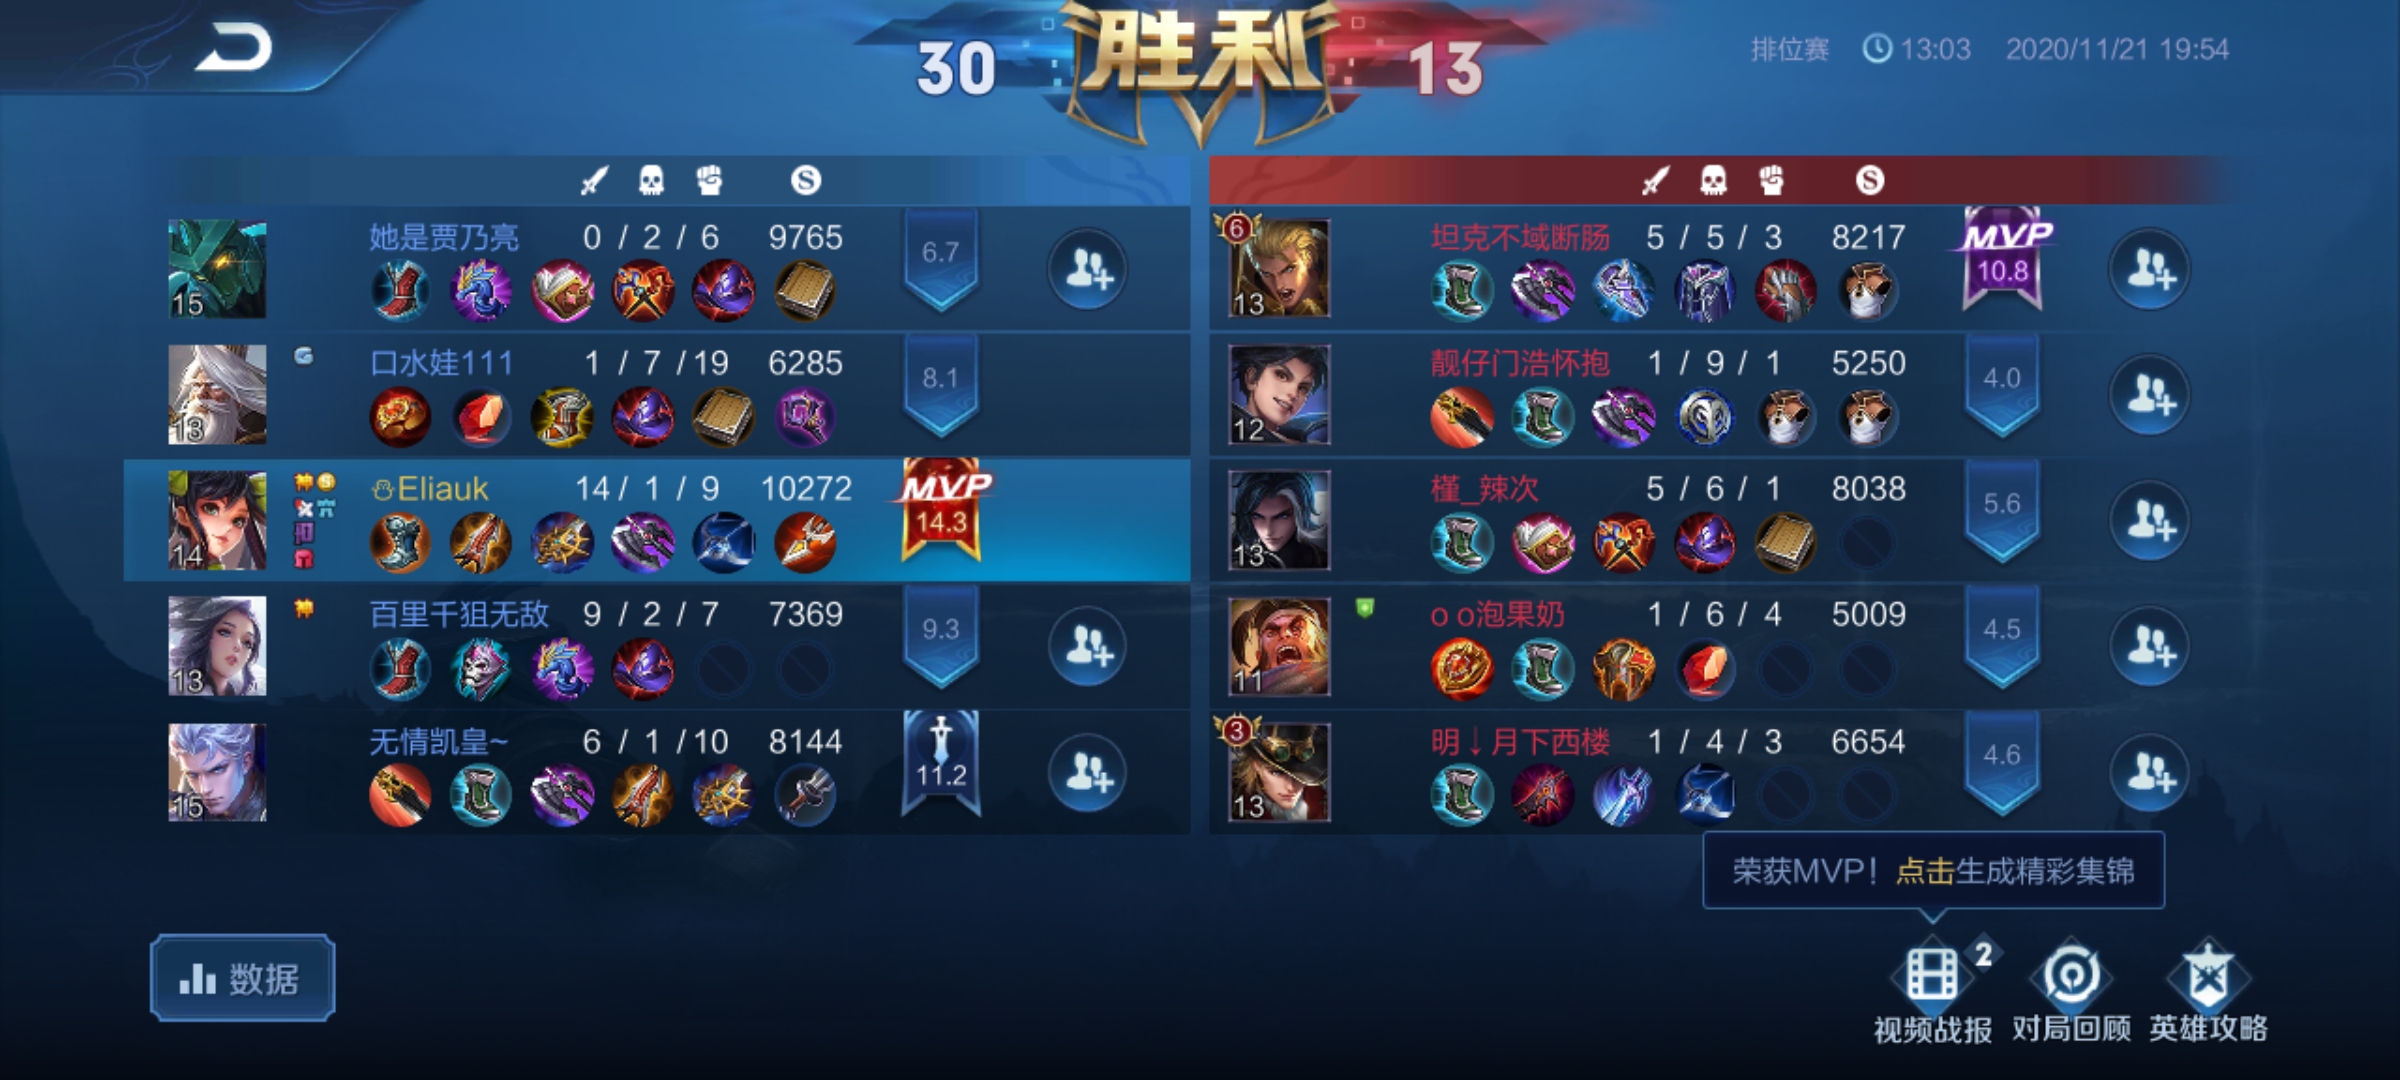 30 胜利 13
排位赛 13:03 2020/11/21 19:54
15 她是贾乃亮 0 / 2 / 6 9765 6.7
13 口水娃111 1 / 7 / 19 6285 8.1
14 Eliauk 14 / 1 / 9 10272 MVP 14.3
13 百里千狙无敌 9 / 2 / 7 7369 9.3
15 无情凯皇~ 6 / 1 / 10 8144 11.2
6 13 坦克不域断肠 5 / 5 / 3 8217 MVP 10.8
12 靓仔门浩怀抱 1 / 9 / 1 5250 4.0
13 槿_辣次 5 / 6 / 1 8038 5.6
11 o o泡果奶 1 / 6 / 4 5009 4.5
3 13 明↓月下西楼 1 / 4 / 3 6654 4.6
荣获MVP! 点击生成精彩集锦
数据
2
视频战报 对局回顾 英雄攻略